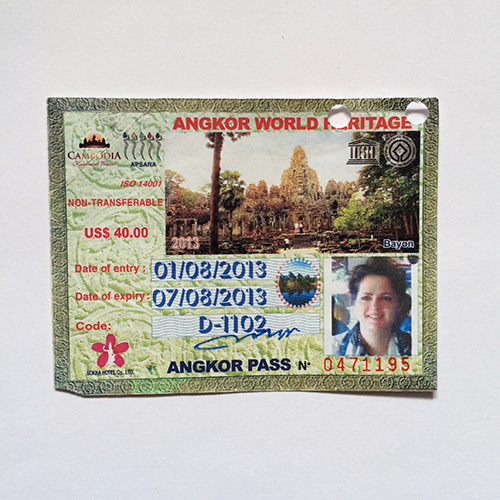 ANGKOR WORLD HERITAGE
CAMBODIA
Kingdom of Wonder
APSARA
UNESCO
ISO 14001
NON-TRANSFERABLE
US$ 40.00
2013
Bayon
Date of entry : 01/08/2013
Date of expiry : 07/08/2013
Code: D-1102
SOKHA HOTEL Co., LTD.
ANGKOR PASS Nº 0471195